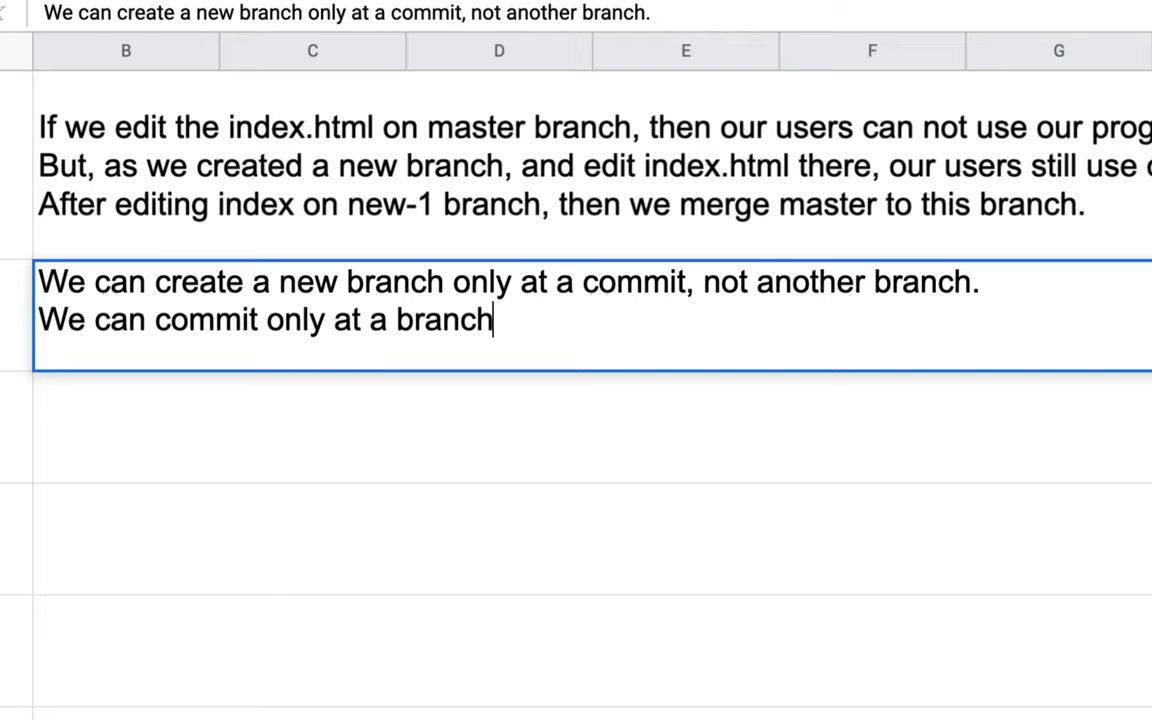 We can create a new branch only at a commit, not another branch.
B C D E F G
If we edit the index.html on master branch, then our users can not use our prog
But, as we created a new branch, and edit index.html there, our users still use
After editing index on new-1 branch, then we merge master to this branch.
We can create a new branch only at a commit, not another branch.
We can commit only at a branch